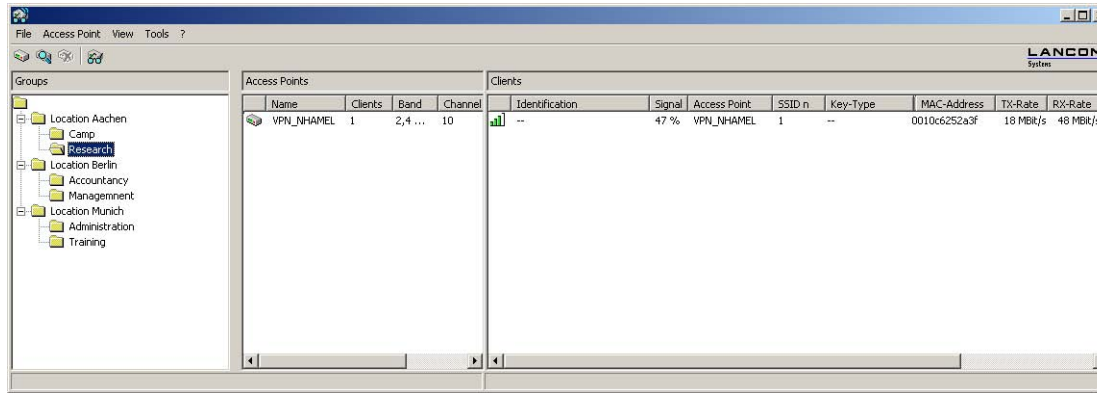 File Access Point View Tools ?
LANCOM
Systems
Groups
Access Points
Clients
Name Clients Band Channel
Identification Signal Access Point SSID n Key-Type MAC-Address TX-Rate RX-Rate
VPN_NHAMEL 1 2,4 ... 10
-- 47 % VPN_NHAMEL 1 -- 0010c6252a3f 18 MBit/s 48 MBit/s
Location Aachen
Camp
Research
Location Berlin
Accountancy
Managemnent
Location Munich
Administration
Training